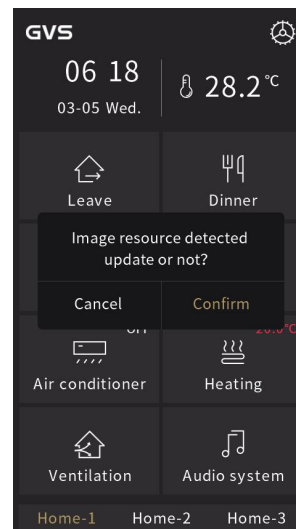 GVS
06 18
03-05 Wed.
28.2°C
Leave
Dinner
Image resource detected
update or not?
Cancel
Confirm
Air conditioner
Heating
Ventilation
Audio system
Home-1 Home-2 Home-3